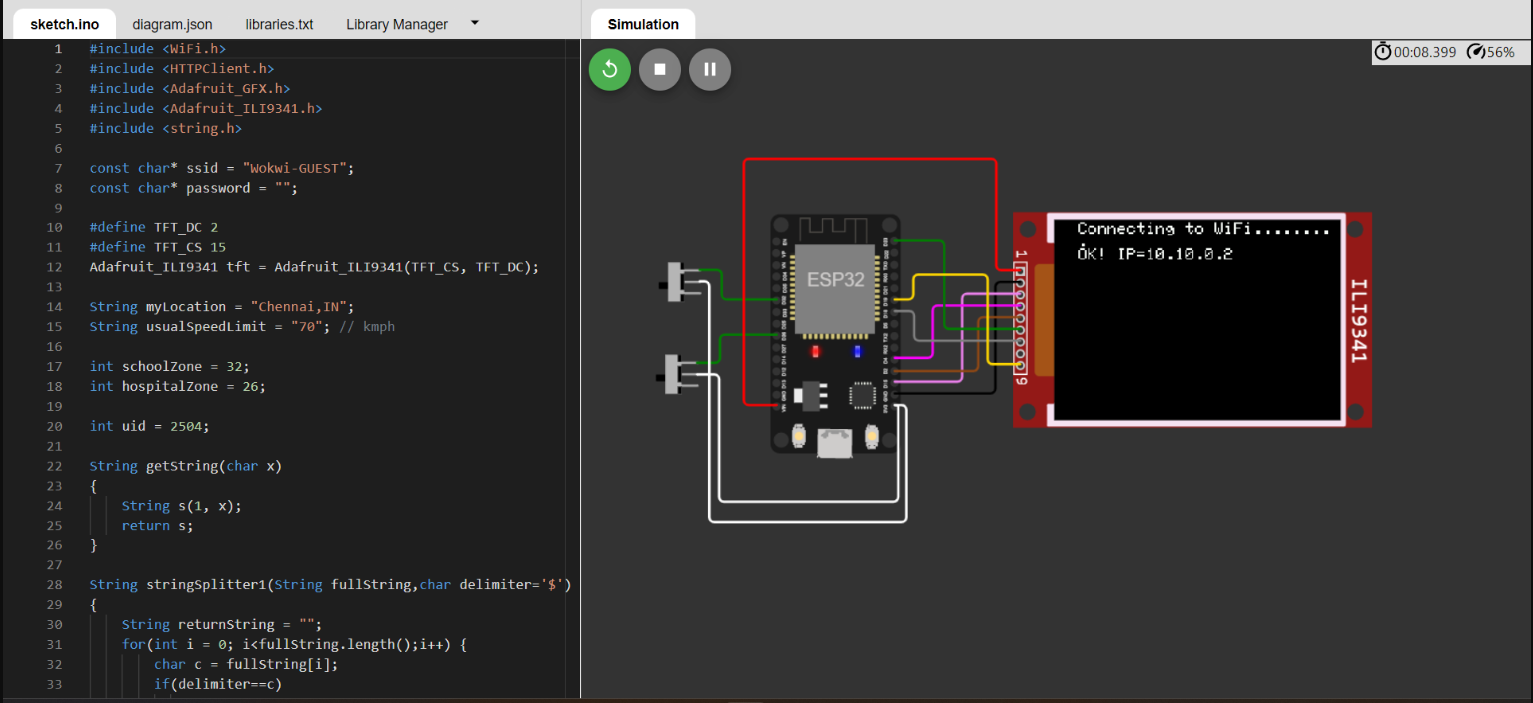 sketch.ino diagram.json libraries.txt Library Manager
1 #include <WiFi.h>
2 #include <HTTPClient.h>
3 #include <Adafruit_GFX.h>
4 #include <Adafruit_ILI9341.h>
5 #include <string.h>
6
7 const char* ssid = "Wokwi-GUEST";
8 const char* password = "";
9
10 #define TFT_DC 2
11 #define TFT_CS 15
12 Adafruit_ILI9341 tft = Adafruit_ILI9341(TFT_CS, TFT_DC);
13
14 String myLocation = "Chennai,IN";
15 String usualSpeedLimit = "70"; // kmph
16
17 int schoolZone = 32;
18 int hospitalZone = 26;
19
20 int uid = 2504;
21
22 String getString(char x)
23 {
24 String s(1, x);
25 return s;
26 }
27
28 String stringSplitter1(String fullString,char delimiter='$')
29 {
30 String returnString = "";
31 for(int i = 0; i<fullString.length();i++) {
32 char c = fullString[i];
33 if(delimiter==c)
Simulation
00:08.399 56%
ESP32
Connecting to WiFi........
.
OK! IP=10.10.0.2
1
9
ILI9341